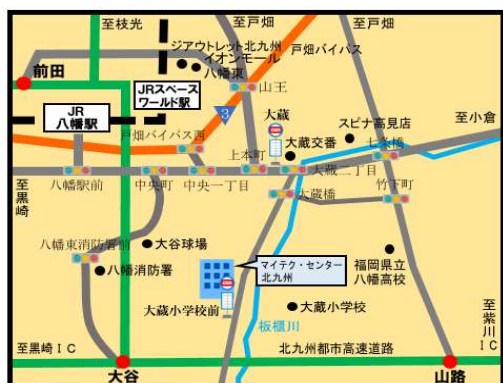 至枝光
至戸畑
至戸畑
ジアウトレット北九州
イオンモール
八幡東
戸畑バイパス
前田
JRスペース
ワールド駅
山王
JR
八幡駅
3
大蔵
スピナ高見店
至小倉
戸畑バイパス西
大蔵交番
七条橋
上本町
大蔵二丁目
至黒崎
八幡駅前
中央町
中央一丁目
大蔵橋
竹下町
八幡東消防署前
大谷球場
八幡消防署
マイテク・センター
北九州
福岡県立
八幡高校
大蔵小学校前
大蔵小学校
板櫃川
至紫川IC
至黒崎IC
北九州都市高速道路
大谷
山路